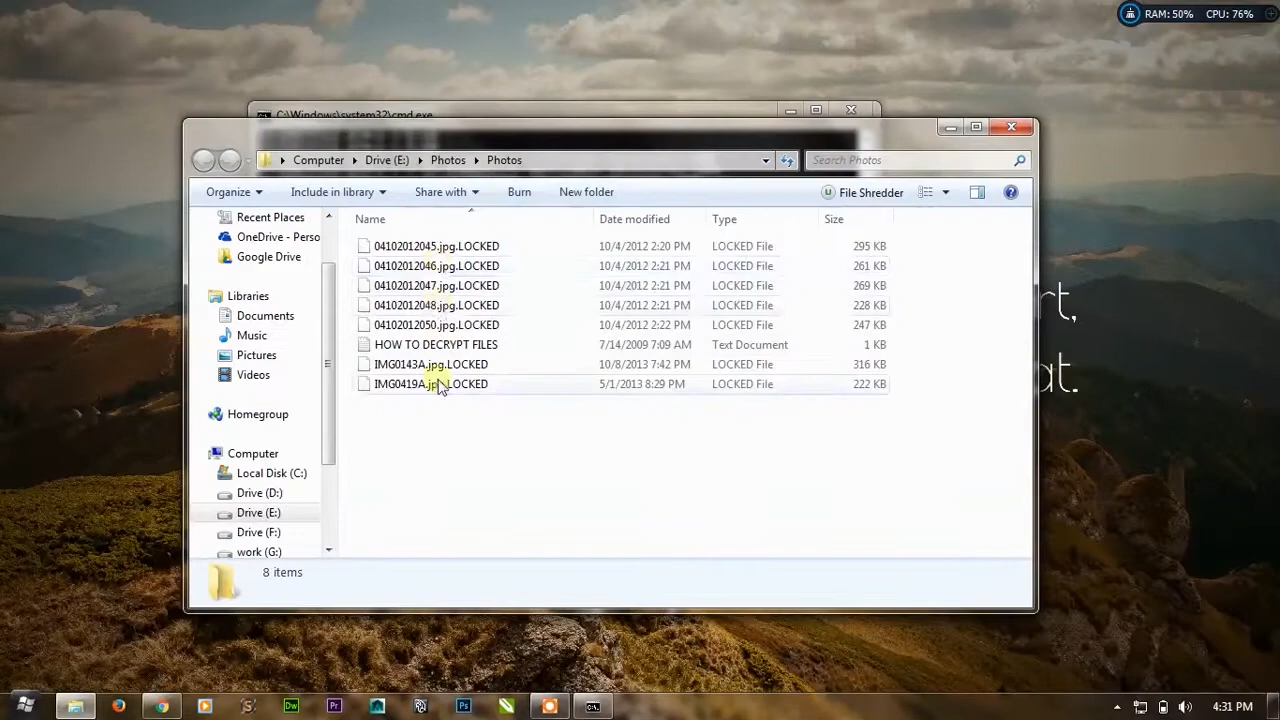 RAM: 50% CPU: 76%
C:\Windows\system32\cmd.exe
Computer Drive (E:) Photos Photos
Search Photos
Organize Include in library Share with Burn New folder File Shredder
Name Date modified Type Size
Recent Places
OneDrive - Perso
Google Drive
Libraries
Documents
Music
Pictures
Videos
Homegroup
Computer
Local Disk (C:)
Drive (D:)
Drive (E:)
Drive (F:)
work (G:)
04102012045.jpg.LOCKED 10/4/2012 2:20 PM LOCKED File 295 KB
04102012046.jpg.LOCKED 10/4/2012 2:21 PM LOCKED File 261 KB
04102012047.jpg.LOCKED 10/4/2012 2:21 PM LOCKED File 269 KB
04102012048.jpg.LOCKED 10/4/2012 2:21 PM LOCKED File 228 KB
04102012050.jpg.LOCKED 10/4/2012 2:22 PM LOCKED File 247 KB
HOW TO DECRYPT FILES 7/14/2009 7:09 AM Text Document 1 KB
IMG0143A.jpg.LOCKED 10/8/2013 7:42 PM LOCKED File 316 KB
IMG0419A.jpg.LOCKED 5/1/2013 8:29 PM LOCKED File 222 KB
8 items
rt,
at.
Dw Pr Ps
4:31 PM